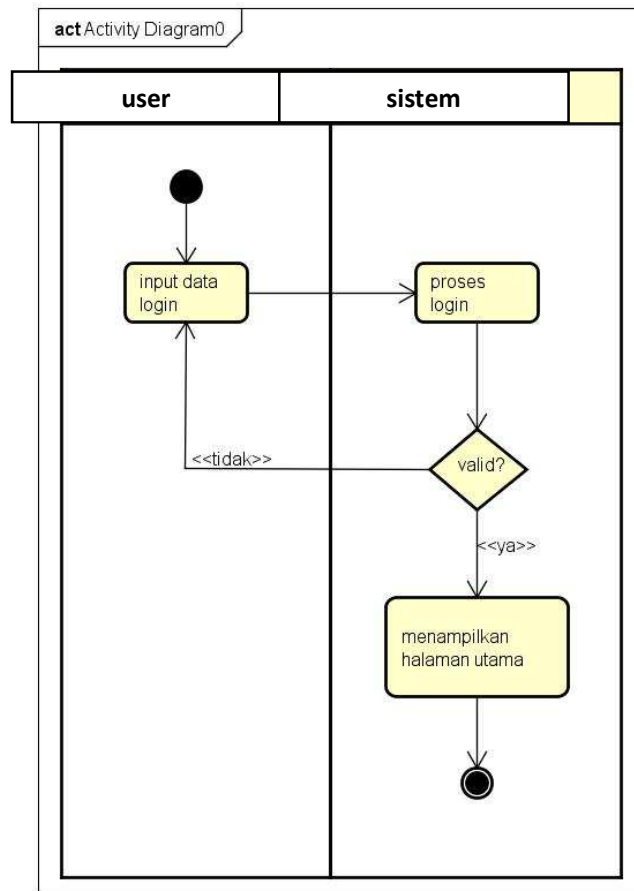 act Activity Diagram0
user
sistem
input data
login
proses
login
valid?
<<tidak>>
<<ya>>
menampilkan
halaman utama